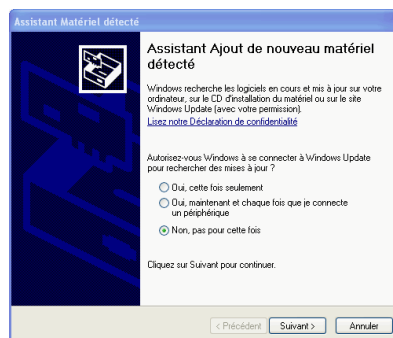 Assistant Matériel détecté
Assistant Ajout de nouveau matériel
détecté
Windows recherche les logiciels en cours et mis à jour sur votre
ordinateur, sur le CD d'installation du matériel ou sur le site
Windows Update (avec votre permission).
Lisez notre Déclaration de confidentialité
Autorisez-vous Windows à se connecter à Windows Update
pour rechercher des mises à jour ?
Oui, cette fois seulement
Oui, maintenant et chaque fois que je connecte
un périphérique
Non, pas pour cette fois
Cliquez sur Suivant pour continuer.
< Précédent Suivant > Annuler